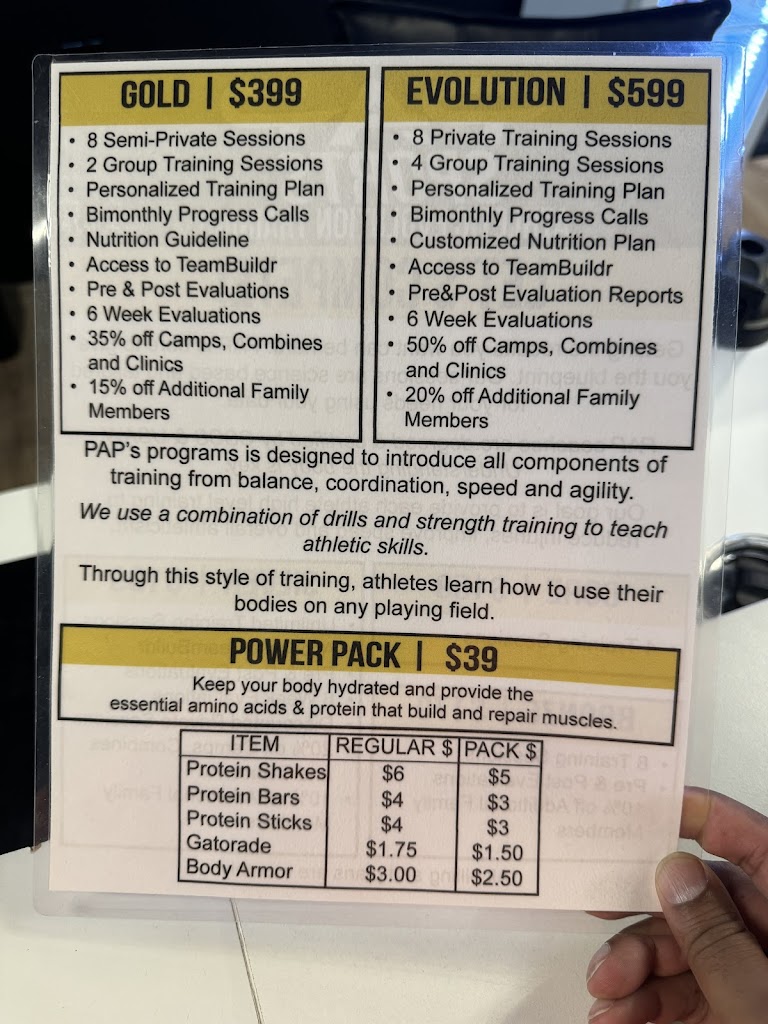 GOLD | $399
• 8 Semi-Private Sessions
• 2 Group Training Sessions
• Personalized Training Plan
• Bimonthly Progress Calls
• Nutrition Guideline
• Access to TeamBuildr
• Pre & Post Evaluations
• 6 Week Evaluations
• 35% off Camps, Combines
and Clinics
• 15% off Additional Family
Members
EVOLUTION | $599
• 8 Private Training Sessions
• 4 Group Training Sessions
• Personalized Training Plan
• Bimonthly Progress Calls
• Customized Nutrition Plan
• Access to TeamBuildr
• Pre&Post Evaluation Reports
• 6 Week Evaluations
• 50% off Camps, Combines
and Clinics
• 20% off Additional Family
Members
PAP's programs is designed to introduce all components of
training from balance, coordination, speed and agility.
We use a combination of drills and strength training to teach
athletic skills.
Through this style of training, athletes learn how to use their
bodies on any playing field.
POWER PACK | $39
Keep your body hydrated and provide the
essential amino acids & protein that build and repair muscles.
ITEM REGULAR $ PACK $
Protein Shakes $6 $5
Protein Bars $4 $3
Protein Sticks $4 $3
Gatorade $1.75 $1.50
Body Armor $3.00 $2.50